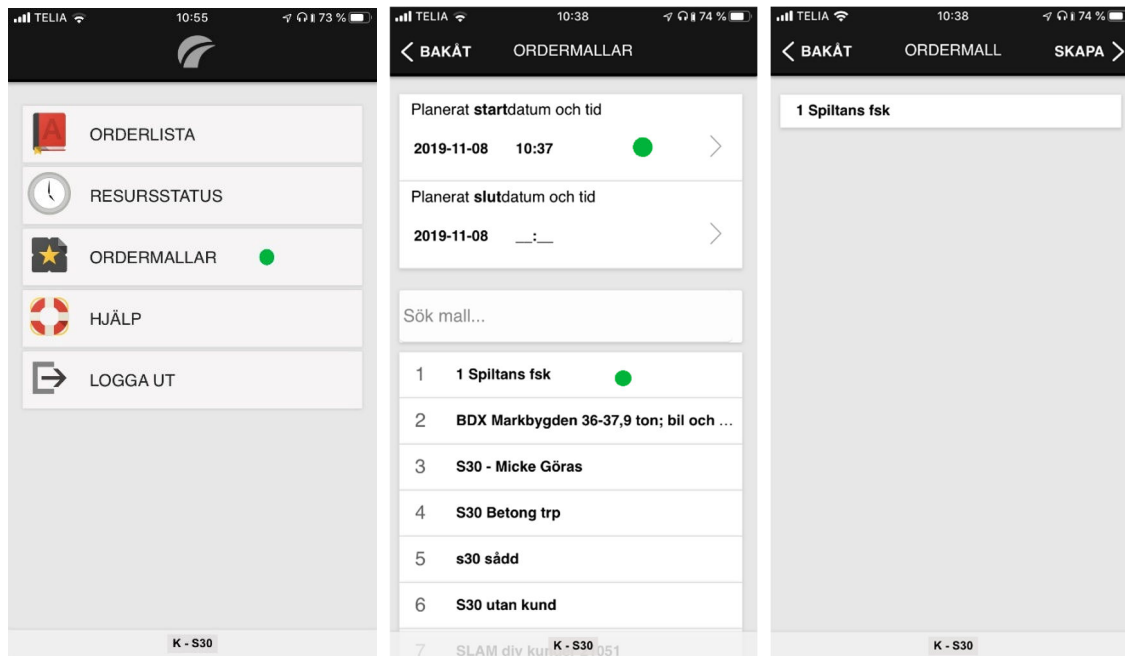 TELIA 10:55 73 %
ORDERLISTA
RESURSSTATUS
ORDERMALLAR
HJÄLP
LOGGA UT
K - S30
TELIA 10:38 74 %
BAKÅT ORDERMALLAR
Planerat startdatum och tid
2019-11-08 10:37
Planerat slutdatum och tid
2019-11-08 __:__
Sök mall...
1 1 Spiltans fsk
2 BDX Markbygden 36-37,9 ton; bil och ...
3 S30 - Micke Göras
4 S30 Betong trp
5 s30 sådd
6 S30 utan kund
7 SLAM div
K - S30
TELIA 10:38 74 %
BAKÅT ORDERMALL SKAPA
1 Spiltans fsk
K - S30